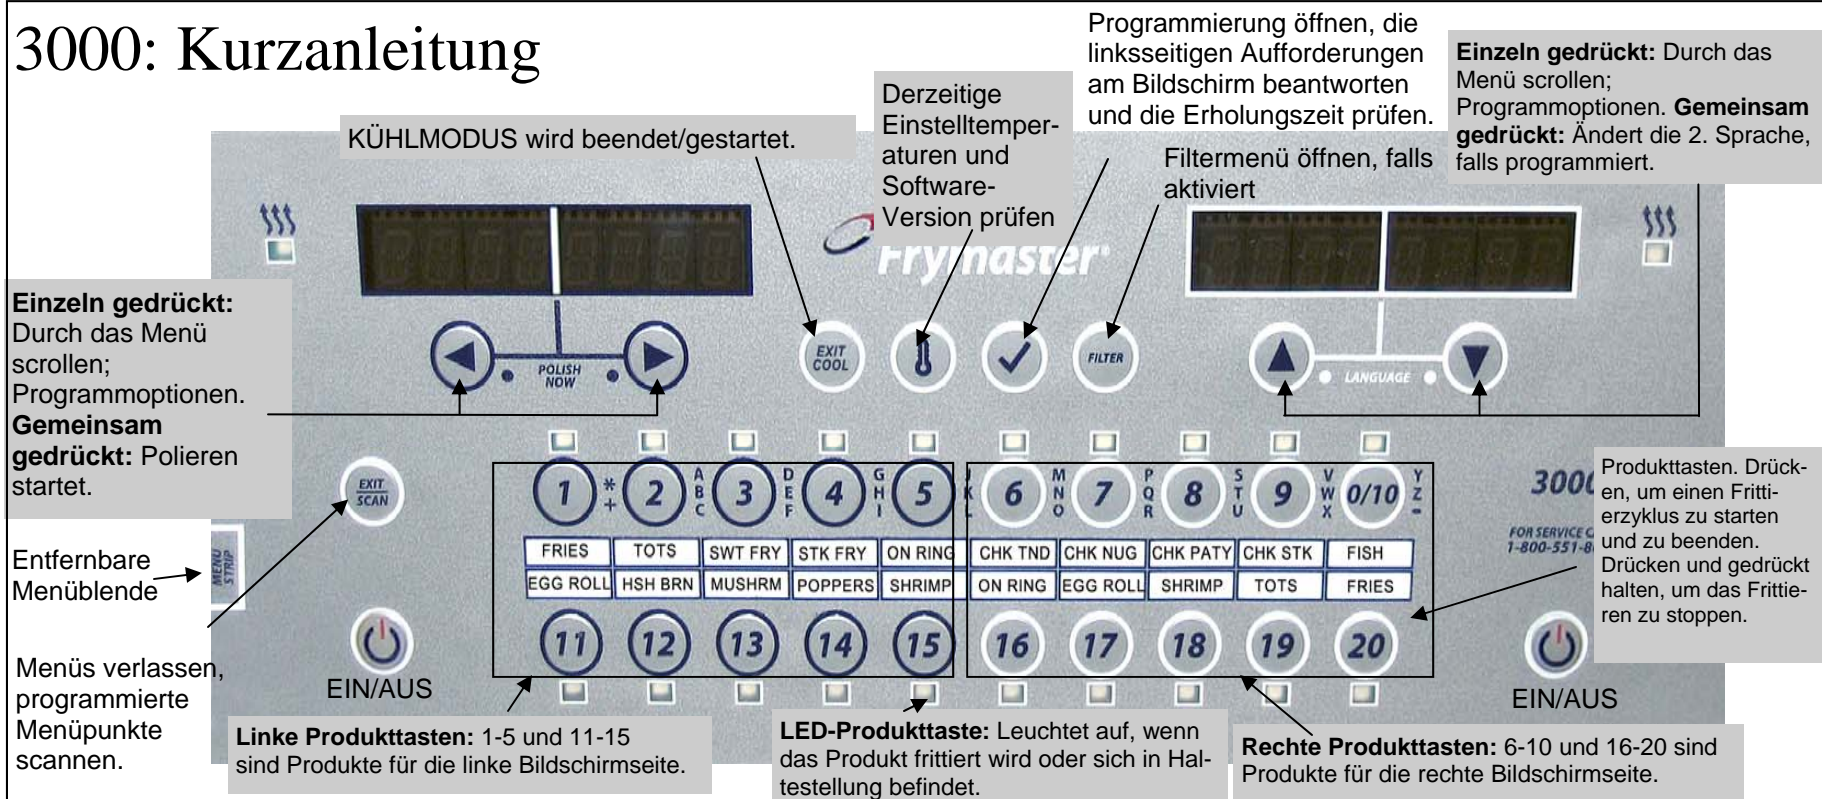 3000: Kurzanleitung
Programmierung öffnen, die
linksseitigen Aufforderungen
am Bildschirm beantworten
und die Erholungszeit prüfen.
Einzeln gedrückt: Durch das
Menü scrollen;
Programmoptionen. Gemeinsam
gedrückt: Ändert die 2. Sprache,
falls programmiert.
KÜHLMODUS wird beendet/gestartet.
Derzeitige
Einstelltemper-
aturen und
Software-
Version prüfen
Filtermenü öffnen, falls
aktiviert
Frymaster
Einzeln gedrückt:
Durch das Menü
scrollen;
Programmoptionen.
Gemeinsam
gedrückt: Polieren
startet.
POLISH
NOW
EXIT
COOL
FILTER
LANGUAGE
EXIT
SCAN
1 * + 2 A B C 3 D E F 4 G H I 5 J K L 6 M N O 7 P Q R 8 S T U 9 V W X 0/10 Y Z -
3000
FOR SERVICE
1-800-551-8
Produkttasten. Drück-
en, um einen Fritti-
erzyklus zu starten
und zu beenden.
Drücken und gedrückt
halten, um das Frittie-
ren zu stoppen.
Entfernbare
Menüblende
MENU
STRIP
FRIES TOTS SWT FRY STK FRY ON RING CHK TND CHK NUG CHK PATY CHK STK FISH
EGG ROLL HSH BRN MUSHRM POPPERS SHRIMP ON RING EGG ROLL SHRIMP TOTS FRIES
11 12 13 14 15 16 17 18 19 20
EIN/AUS
EIN/AUS
Menüs verlassen,
programmierte
Menüpunkte
scannen.
Linke Produkttasten: 1-5 und 11-15
sind Produkte für die linke Bildschirmseite.
LED-Produkttaste: Leuchtet auf, wenn
das Produkt frittiert wird oder sich in Hal-
testellung befindet.
Rechte Produkttasten: 6-10 und 16-20 sind
Produkte für die rechte Bildschirmseite.